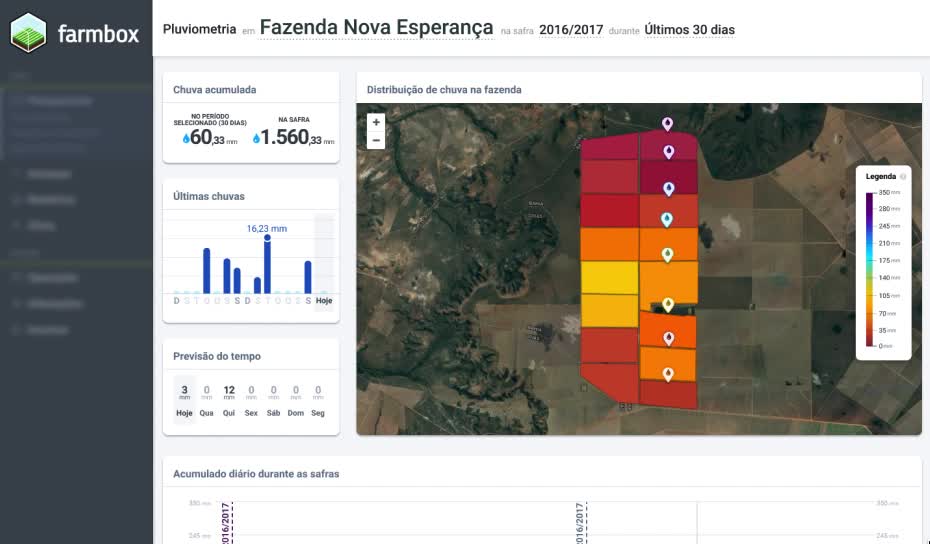 farmbox
Pluviometria em Fazenda Nova Esperança na safra 2016/2017 durante Últimos 30 dias
Chuva acumulada
NO PERÍODO
SELECIONADO (30 DIAS)
NA SAFRA
60,33 mm
1.560,33 mm
Últimas chuvas
16,23 mm
D S T Q Q S S D S T Q Q S S Hoje
Previsão do tempo
3 0 12 0 0 0 0
mm mm mm mm mm mm mm
Hoje Qua Qui Sex Sáb Dom Seg
Distribuição de chuva na fazenda
+
−
Legenda
350 mm
280 mm
245 mm
210 mm
175 mm
140 mm
105 mm
70 mm
35 mm
0 mm
Acumulado diário durante as safras
350 mm
245 mm
2016/2017
2016/2017
350 mm
245 mm